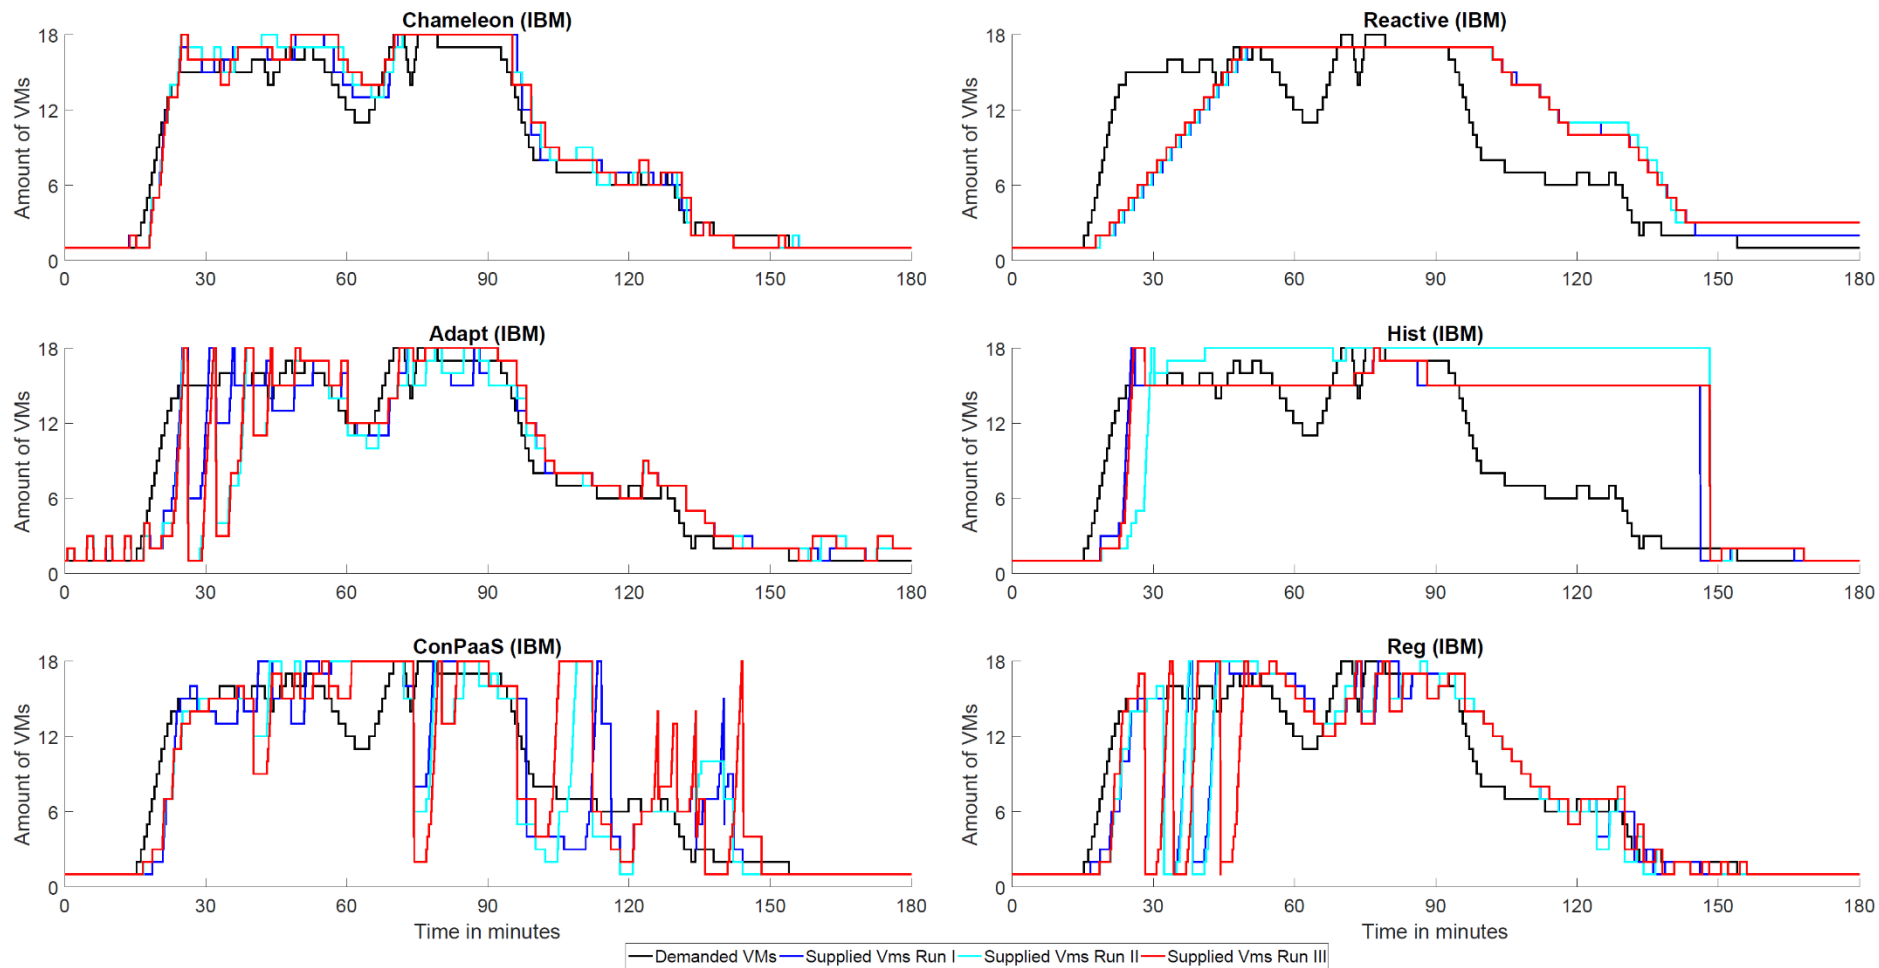 Chameleon (IBM)
Amount of VMs
18
12
6
0
0 30 60 90 120 150 180
Reactive (IBM)
Amount of VMs
18
12
6
0
0 30 60 90 120 150 180
Adapt (IBM)
Amount of VMs
18
12
6
0
0 30 60 90 120 150 180
Hist (IBM)
Amount of VMs
18
12
6
0
0 30 60 90 120 150 180
ConPaaS (IBM)
Amount of VMs
18
12
6
0
0 30 60 90 120 150 180
Time in minutes
Reg (IBM)
Amount of VMs
18
12
6
0
0 30 60 90 120 150 180
Time in minutes
Demanded VMs Supplied Vms Run I Supplied Vms Run II Supplied Vms Run III